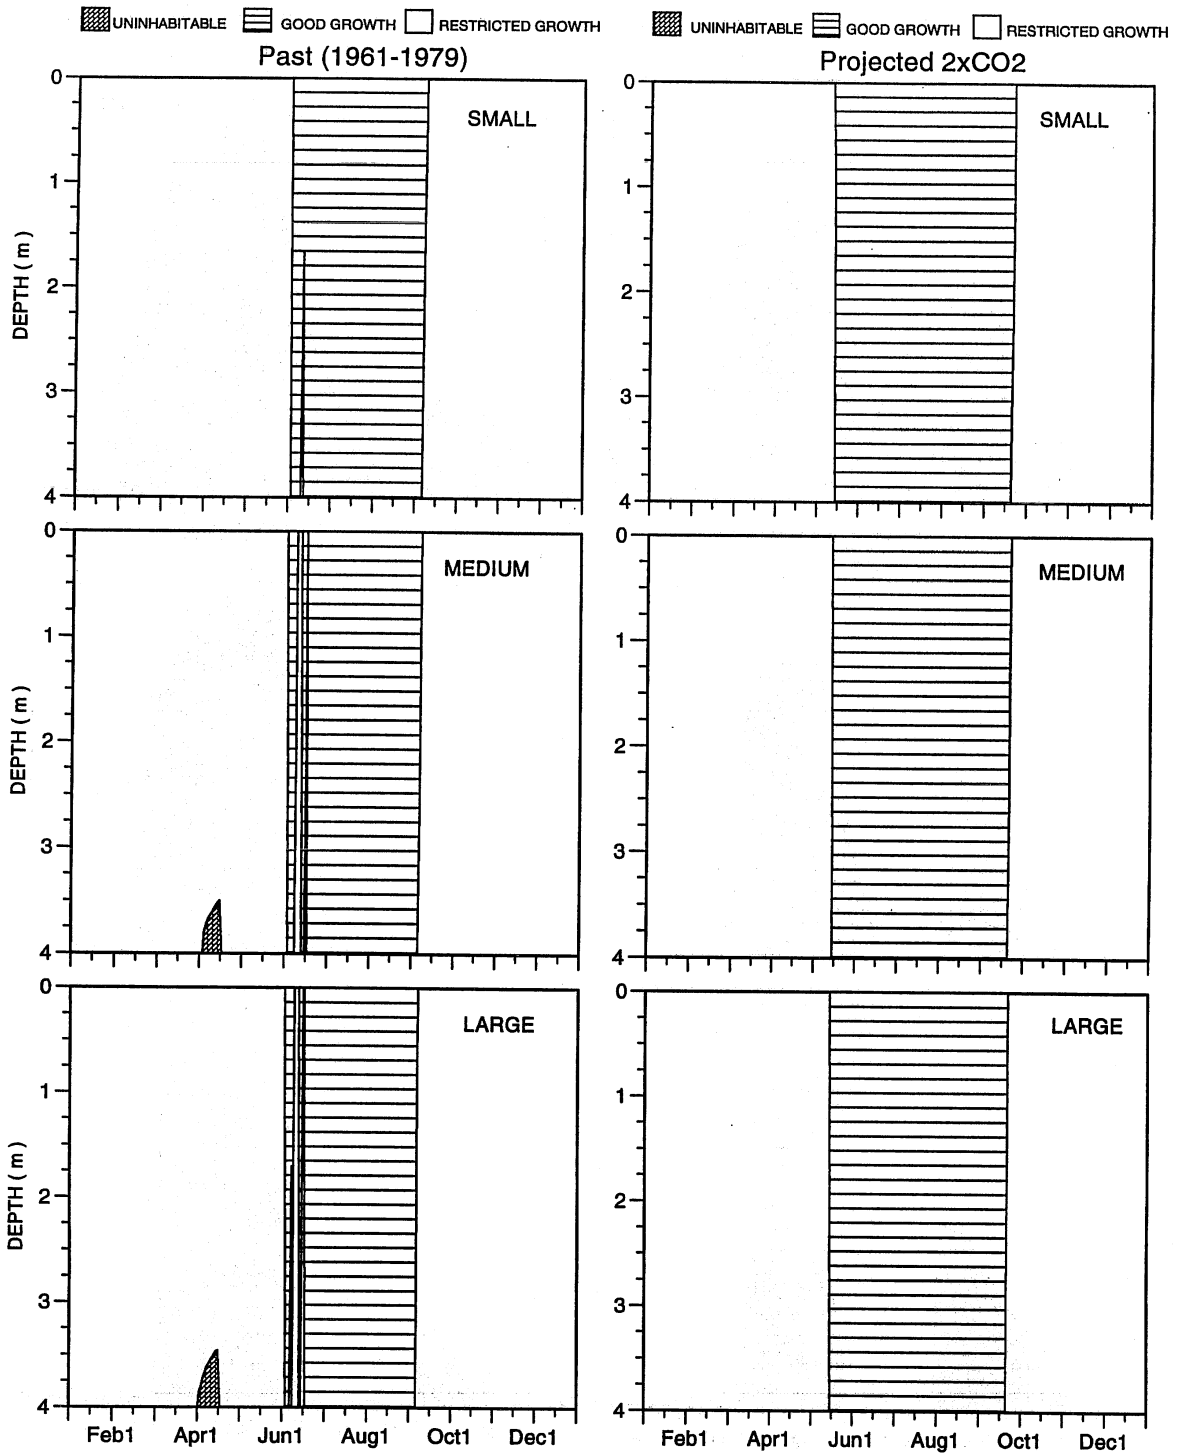 UNINHABITABLE GOOD GROWTH RESTRICTED GROWTH
Past (1961-1979)
0
SMALL
1
DEPTH ( m )
2
3
4
0
MEDIUM
1
DEPTH ( m )
2
3
4
0
LARGE
1
DEPTH ( m )
2
3
4
Feb1 Apr1 Jun1 Aug1 Oct1 Dec1
UNINHABITABLE GOOD GROWTH RESTRICTED GROWTH
Projected 2xCO2
0
SMALL
1
2
3
4
0
MEDIUM
1
2
3
4
0
LARGE
1
2
3
4
Feb1 Apr1 Jun1 Aug1 Oct1 Dec1